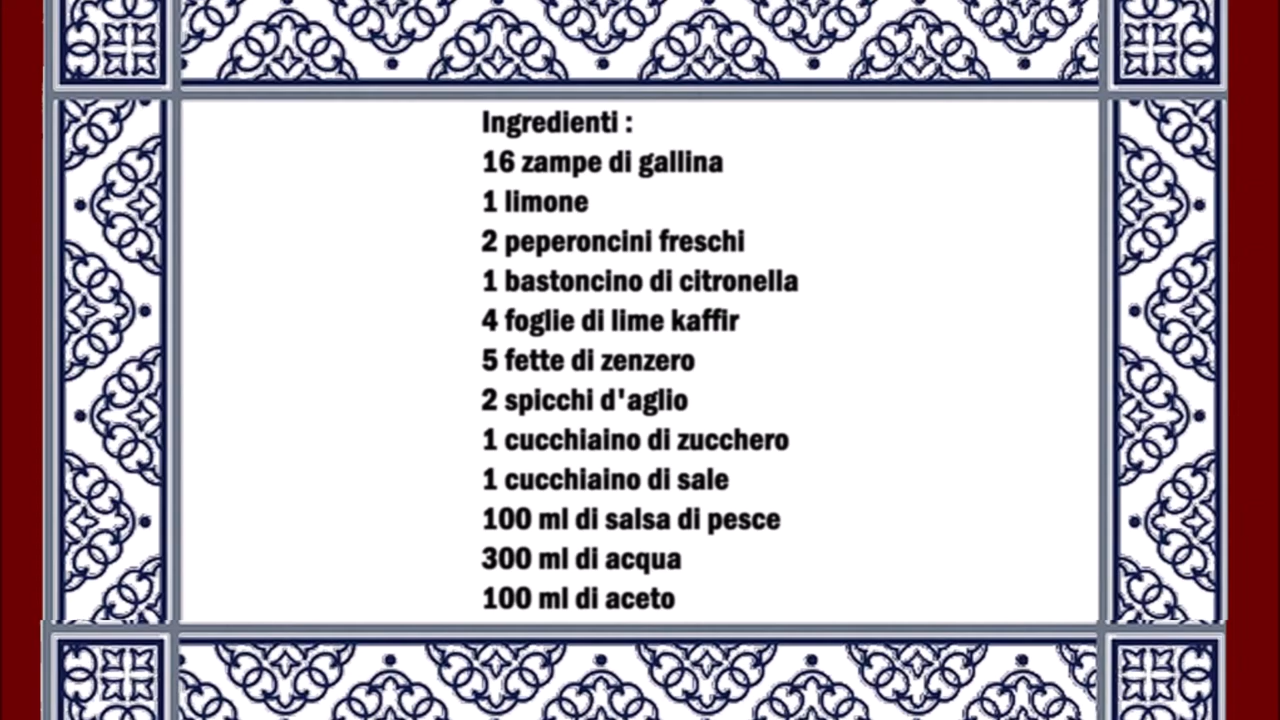 Ingredienti :
16 zampe di gallina
1 limone
2 peperoncini freschi
1 bastoncino di citronella
4 foglie di lime kaffir
5 fette di zenzero
2 spicchi d'aglio
1 cucchiaino di zucchero
1 cucchiaino di sale
100 ml di salsa di pesce
300 ml di acqua
100 ml di aceto